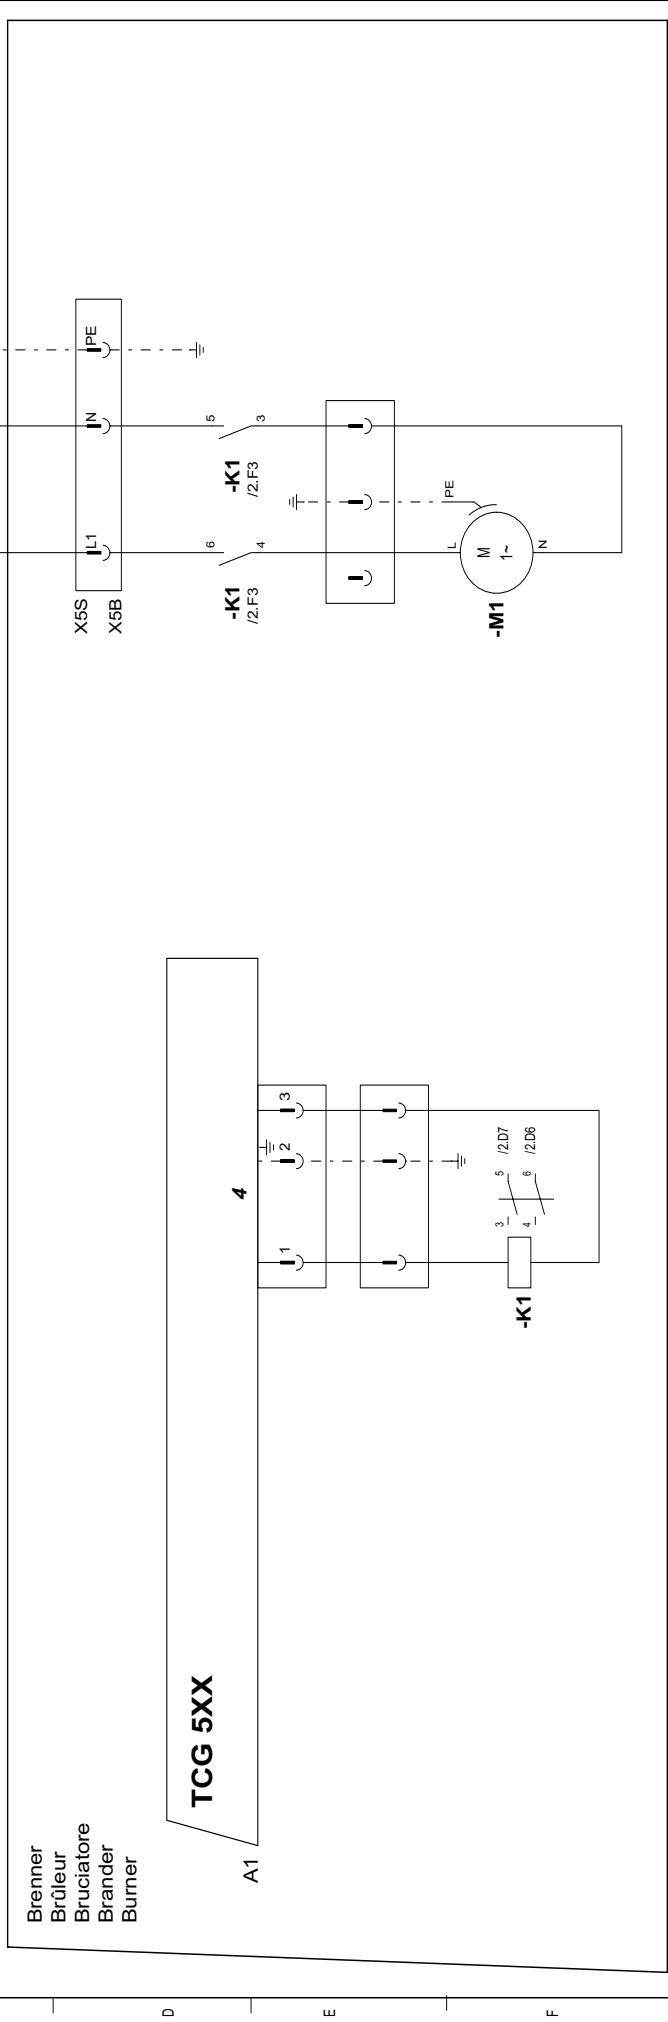 Brenner
Brûleur
Bruciatore
Brander
Burner
TCG 5XX
A1
4
1
2
3
-K1
3
5
/2.D7
4
6
/2.D6
X5S
X5B
L1
N
PE
6
4
-K1
/2.F3
5
3
-K1
/2.F3
L
PE
M
1~
N
-M1
D
E
F